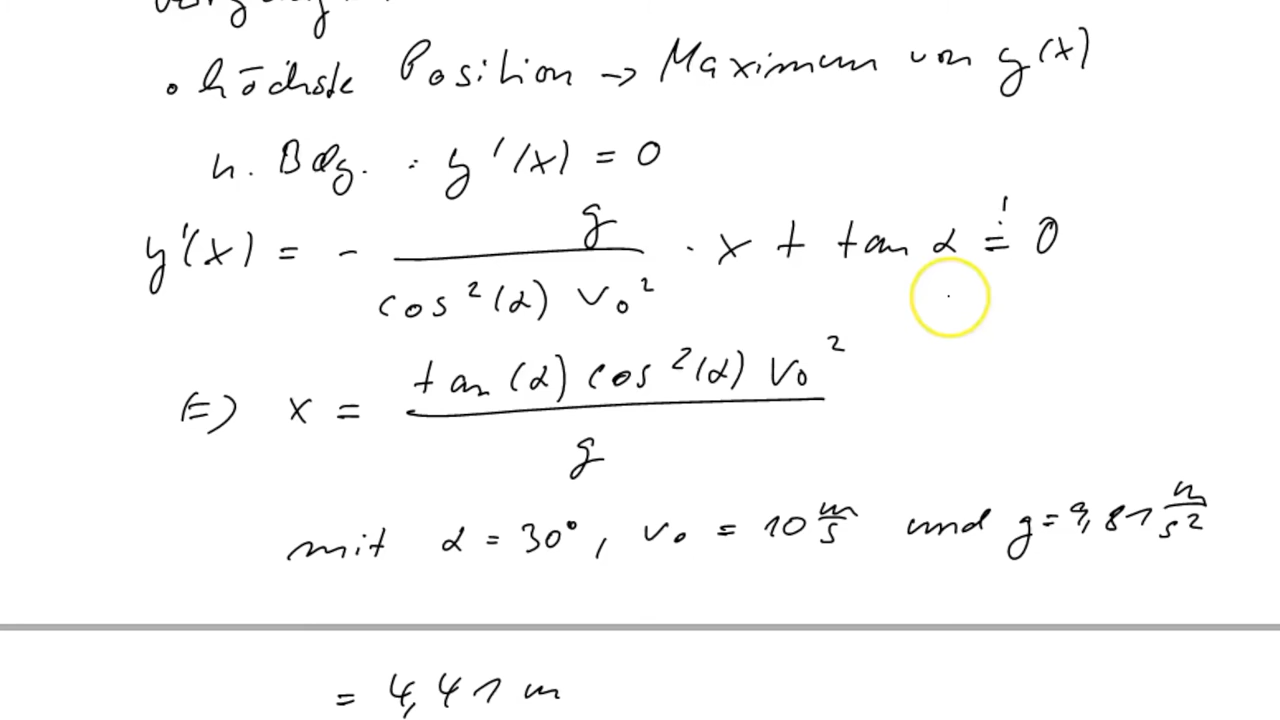 • höchste Position → Maximum von y(x)
n. Bdg. : y'(x) = 0
y'(x) = - g / (cos²(α) v₀²) · x + tan α =! 0
⇔ x = tan(α) cos²(α) v₀² / g
mit α = 30°, v₀ = 10 m/s und g = 9,81 m/s²
= 4,41 m